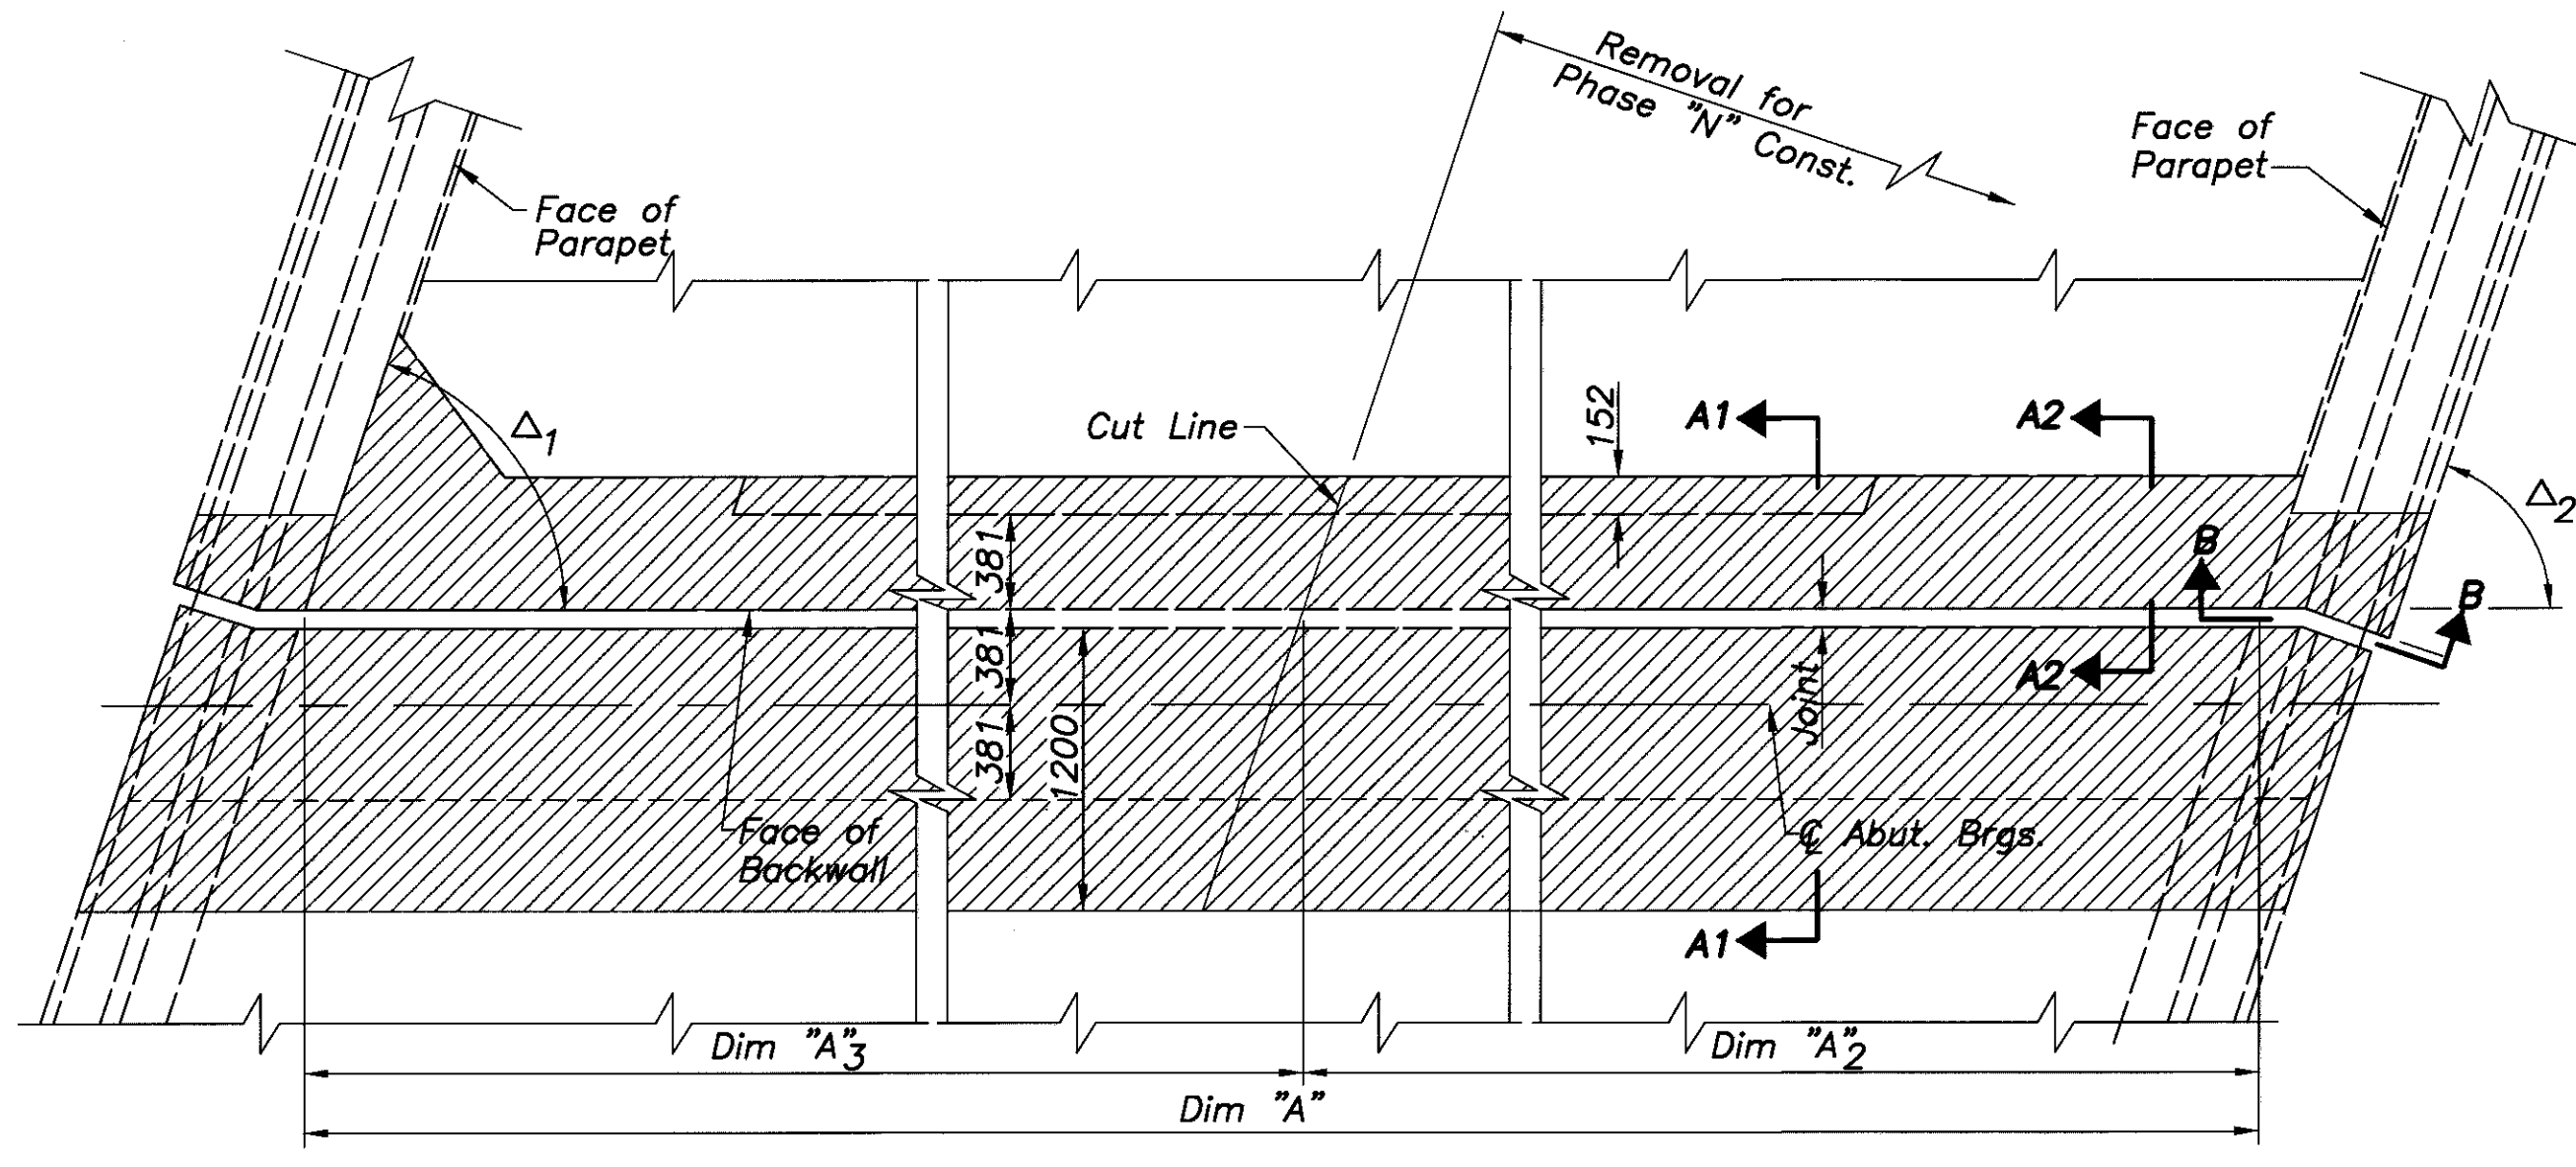 Removal for
Phase "N" Const.
Face of
Parapet
Face of
Parapet
Δ1
Cut Line
152
A1
A2
Δ2
381
B
B
381
A2
Joint
381
1200
Face of
Backwall
℄ Abut. Brgs.
A1
Dim "A"3
Dim "A"2
Dim "A"